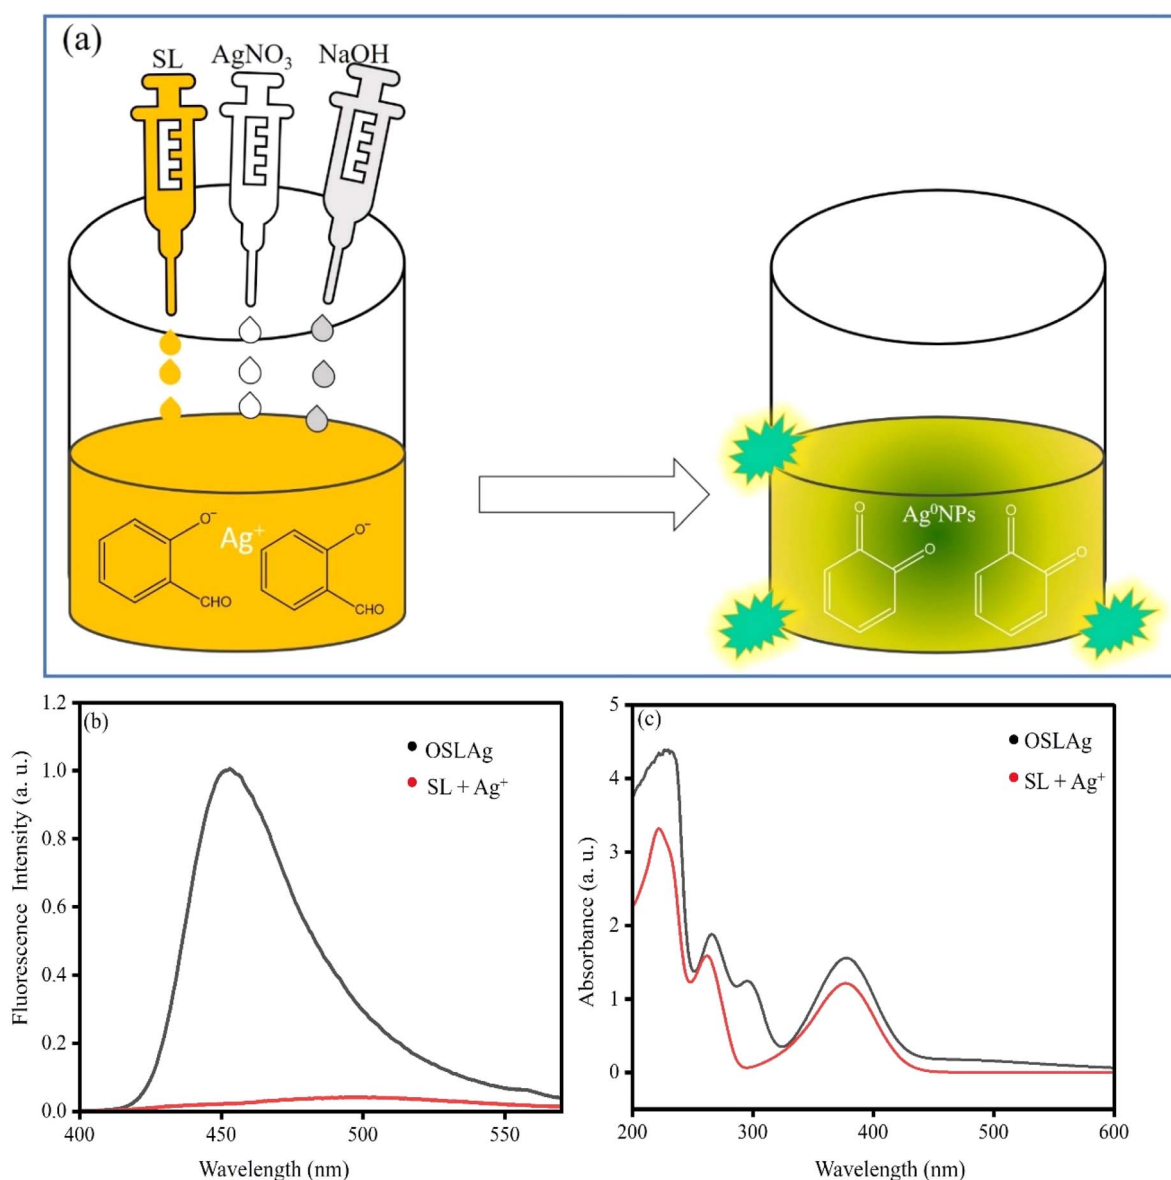 (a)
SL
AgNO₃
NaOH
O⁻
Ag⁺
O⁻
CHO
CHO
Ag⁰NPs
O
O
O
O
(b)
OSLAg
SL + Ag⁺
1.2
1.0
0.8
0.6
0.4
0.2
0.0
400
450
500
550
Wavelength (nm)
Fluorescence Intensity (a. u.)
(c)
OSLAg
SL + Ag⁺
5
4
3
2
1
0
200
300
400
500
600
Wavelength (nm)
Absorbance (a. u.)